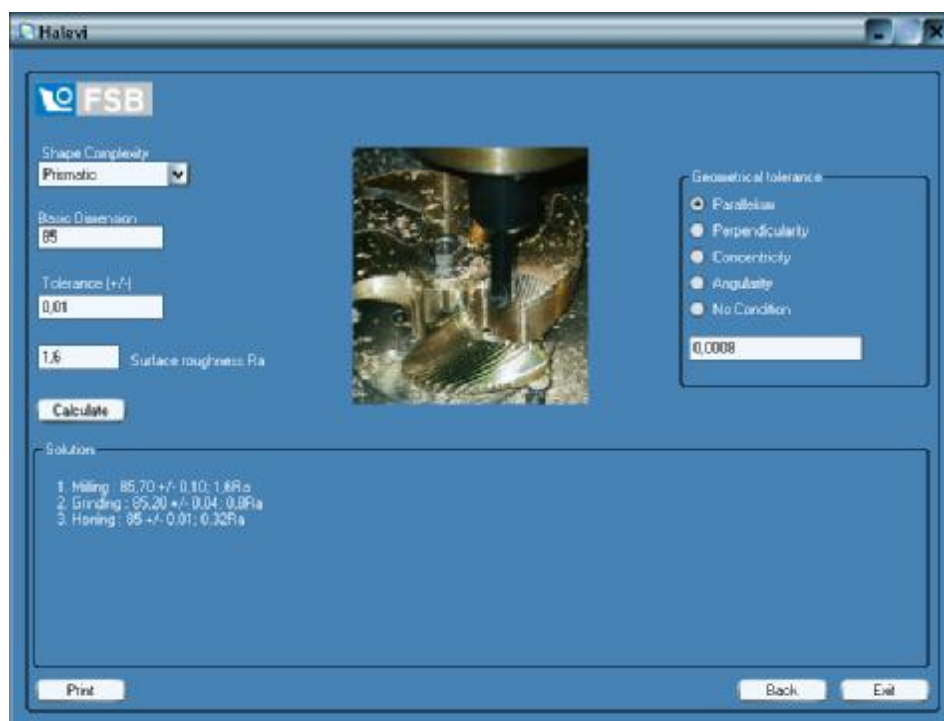 Halevi
FSB
Shape Complexity
Prismatic
Basic Dimension
85
Tolerance (+/-)
0,01
1,6 Surface roughness Ra
Calculate
Geometrical tolerance
Parallelism
Perpendicularity
Concentricity
Angularity
No Condition
0,0008
Solution
1. Milling : 85,70 +/- 0.10; 1,6Ra
2. Grinding : 85,20 +/- 0.04; 0.8Ra
3. Honing : 85 +/- 0.01; 0.32Ra
Print
Back
Exit